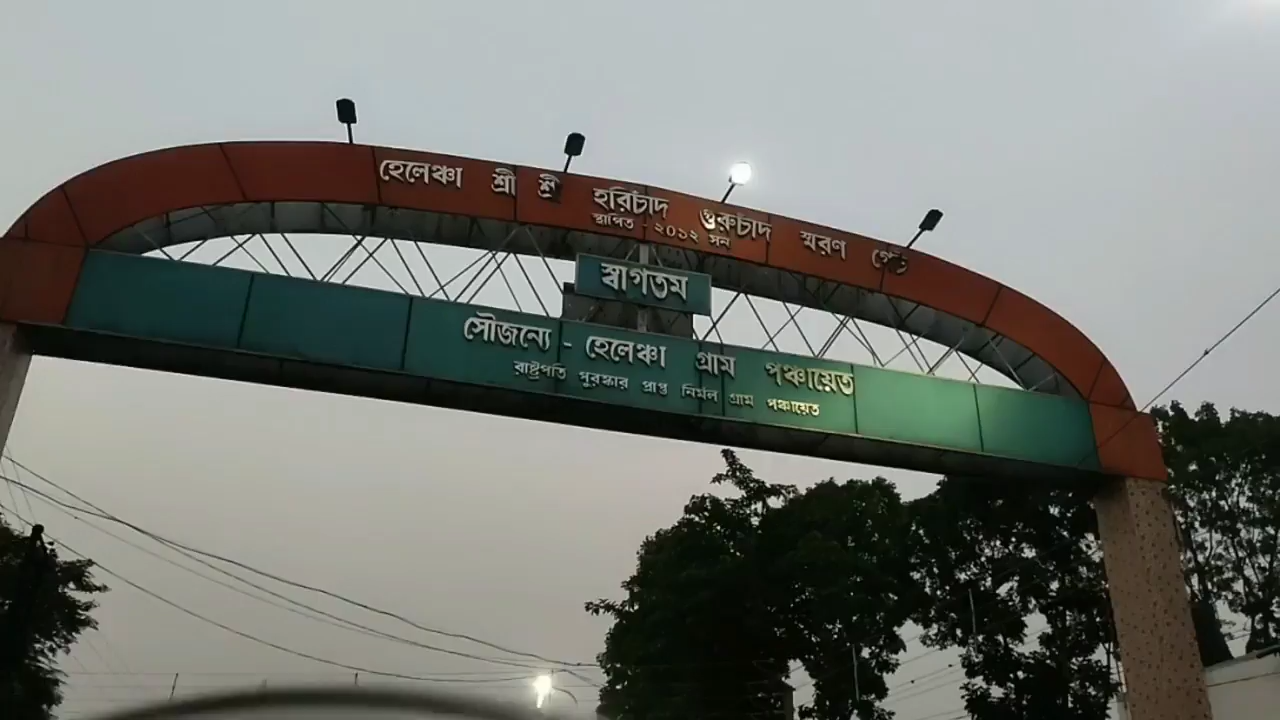 হেলেঞ্চা শ্রী শ্রী হরিচাঁদ গুরুচাঁদ স্মরণ গেট
স্থাপিত - ২০১২ সন
স্বাগতম
সৌজন্যে - হেলেঞ্চা গ্রাম পঞ্চায়েত
রাষ্ট্রপতি পুরস্কার প্রাপ্ত নির্মল গ্রাম পঞ্চায়েত